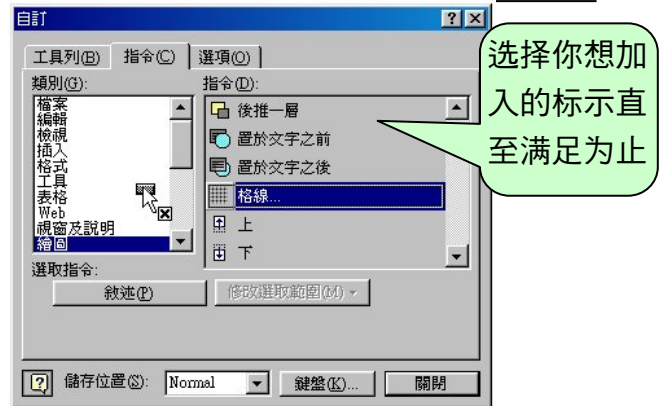 自訂
工具列(B) 指令(C) 選項(O)
類別(G): 指令(D):
檔案
編輯
檢視
插入
格式
工具
表格
Web
視窗及說明
繪圖
後推一層
置於文字之前
置於文字之後
格線...
上
下
選取指令:
敘述(P) 修改選取範圍(M)
儲存位置(S): Normal 鍵盤(K)... 關閉
选择你想加
入的标示直
至满足为止